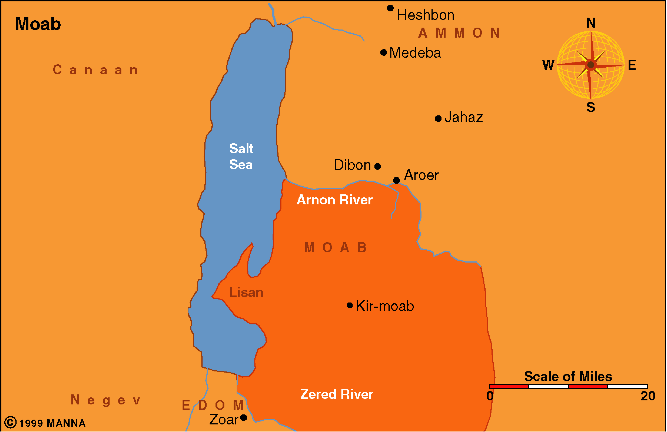 Moab
Heshbon
AMMON
Medeba
N
W
E
S
Canaan
Jahaz
Salt
Sea
Dibon
Aroer
Arnon River
MOAB
Lisan
Kir-moab
Scale of Miles
0
20
Zered River
Negev
EDOM
Zoar
© 1999 MANNA